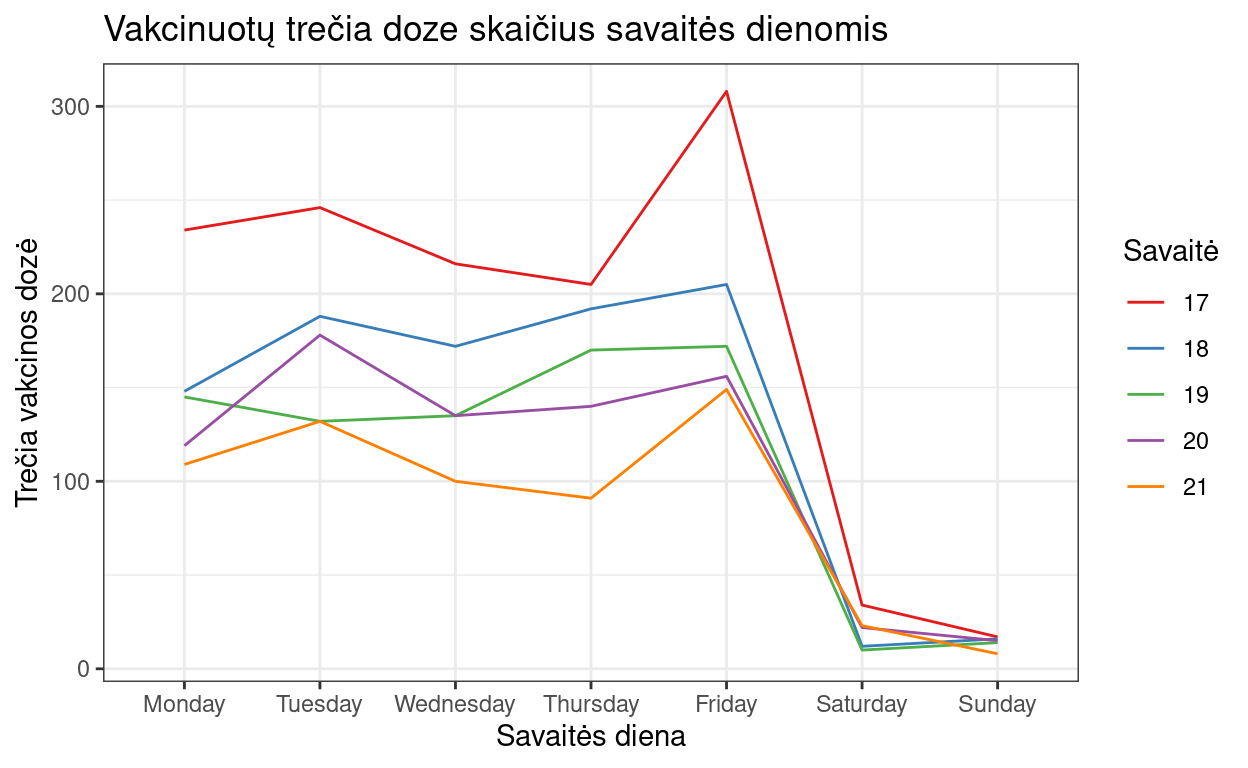 Vakcinuotų trečia doze skaičius savaitės dienomis
Trečia vakcinos dozė
300
200
100
0
Monday Tuesday Wednesday Thursday Friday Saturday Sunday
Savaitės diena
Savaitė
17
18
19
20
21